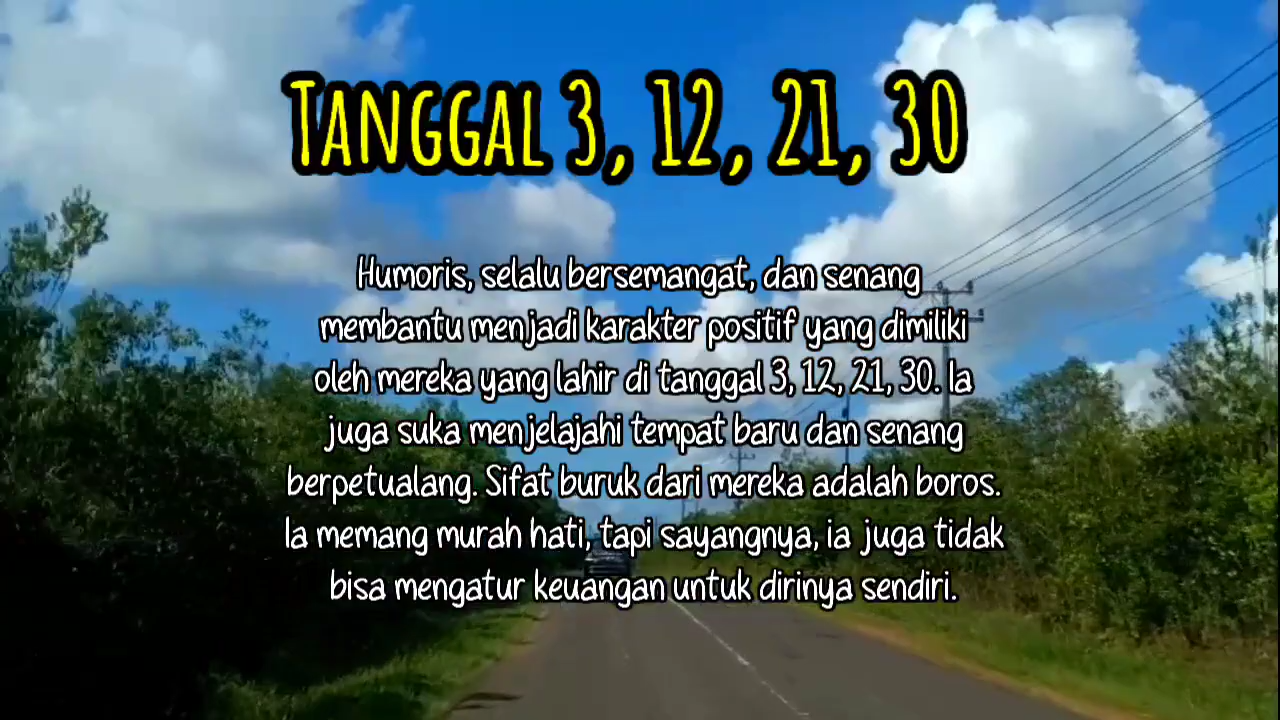 Tanggal 3, 12, 21, 30
Humoris, selalu bersemangat, dan senang
membantu menjadi karakter positif yang dimiliki
oleh mereka yang lahir di tanggal 3, 12, 21, 30. Ia
juga suka menjelajahi tempat baru dan senang
berpetualang. Sifat buruk dari mereka adalah boros.
Ia memang murah hati, tapi sayangnya, ia juga tidak
bisa mengatur keuangan untuk dirinya sendiri.